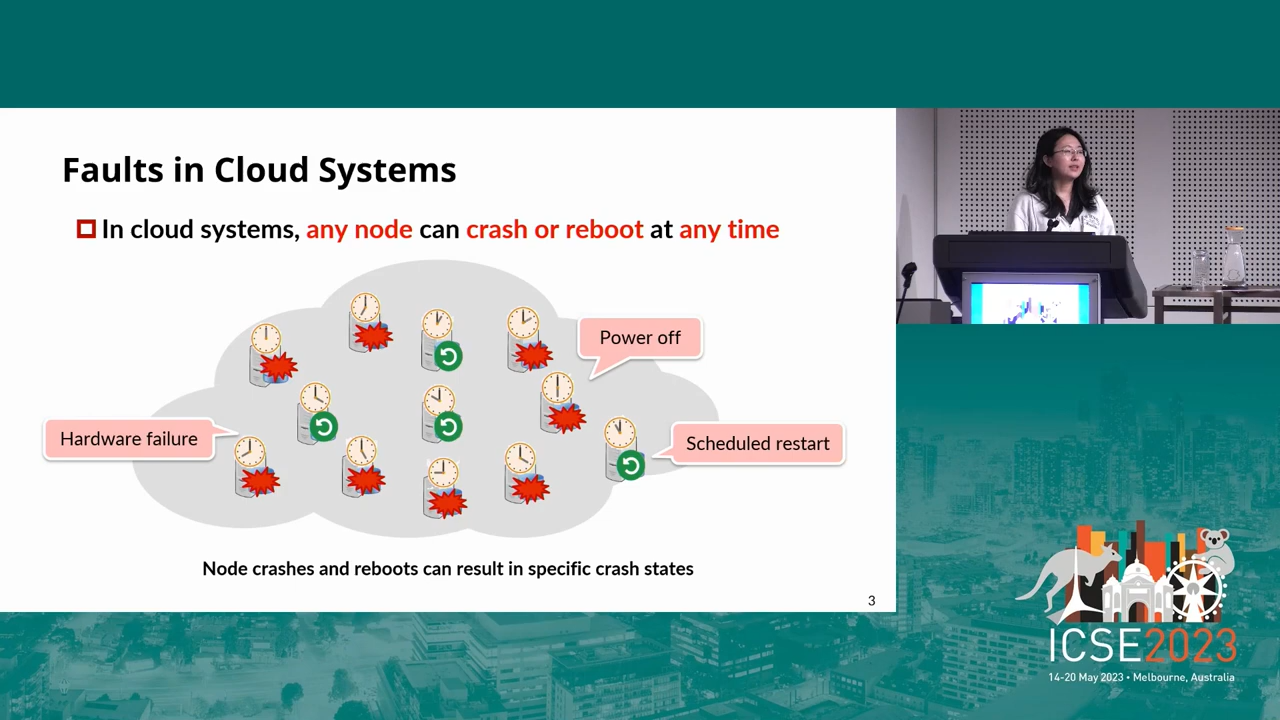 Faults in Cloud Systems
In cloud systems, any node can crash or reboot at any time
Power off
Hardware failure
Scheduled restart
Node crashes and reboots can result in specific crash states
3
ICSE2023
14-20 May 2023 • Melbourne, Australia